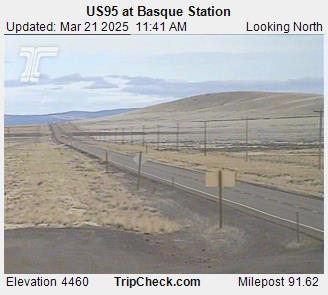 US95 at Basque Station
Updated: Mar 21 2025 11:41 AM Looking North
Elevation 4460 TripCheck.com Milepost 91.62